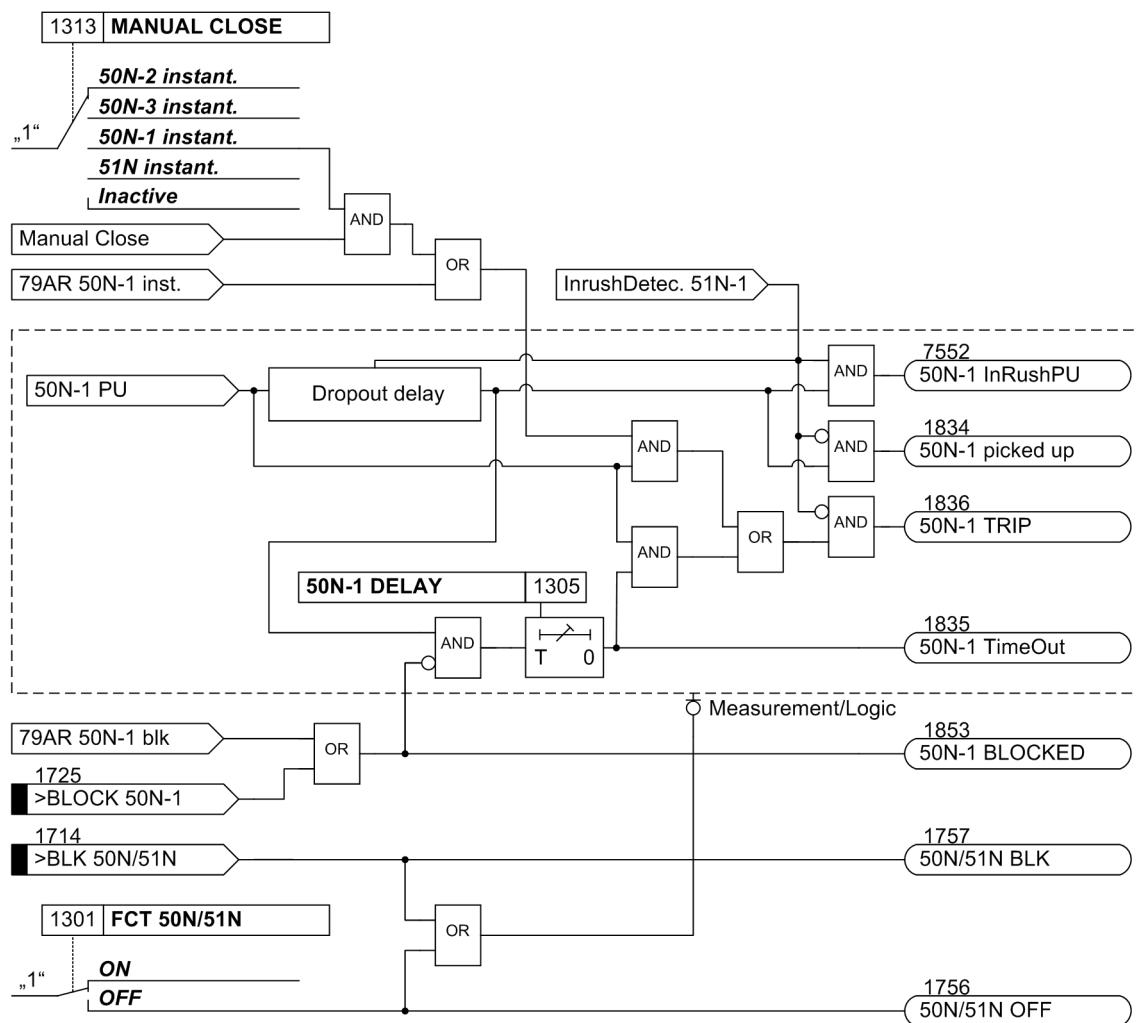 1313 MANUAL CLOSE
50N-2 instant.
50N-3 instant.
„1“
50N-1 instant.
51N instant.
Inactive
AND
Manual Close
OR
79AR 50N-1 inst.
InrushDetec. 51N-1
7552
AND
50N-1 InRushPU
50N-1 PU
Dropout delay
1834
AND
AND
50N-1 picked up
1836
AND
50N-1 TRIP
OR
AND
50N-1 DELAY 1305
1835
AND
50N-1 TimeOut
T 0
Measurement/Logic
79AR 50N-1 blk
OR
1853
50N-1 BLOCKED
1725
>BLOCK 50N-1
1714
>BLK 50N/51N
1757
50N/51N BLK
1301 FCT 50N/51N
OR
ON
„1“
OFF
1756
50N/51N OFF